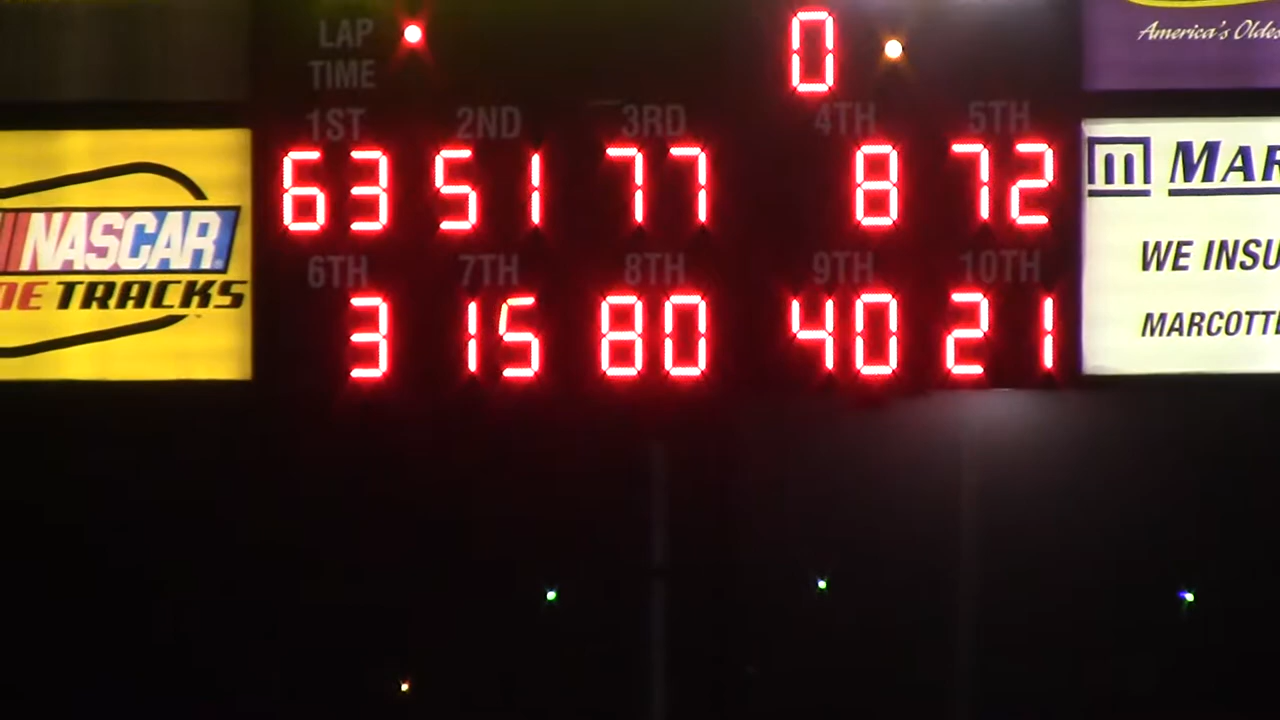 America's Oldes
LAP
TIME
0
1ST 2ND 3RD 4TH 5TH
63 51 77 8 72
6TH 7TH 8TH 9TH 10TH
3 15 80 40 21
NASCAR
TRACKS
m MAR
WE INSU
MARCOTT